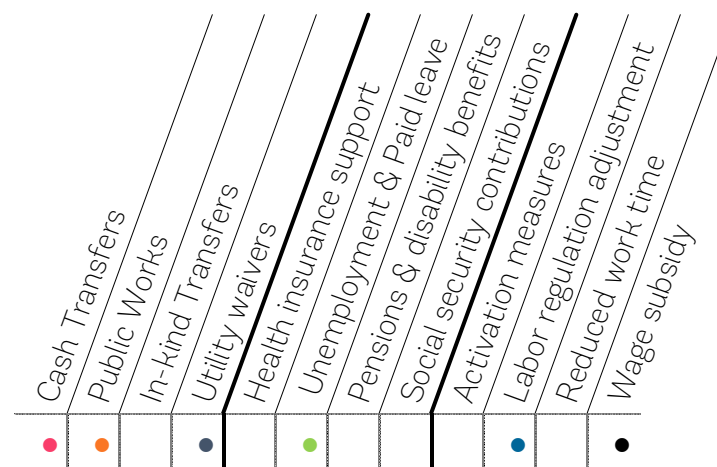 Cash Transfers
Public Works
In-kind Transfers
Utility waivers
Health insurance support
Unemployment & Paid leave
Pensions & disability benefits
Social security contributions
Activation measures
Labor regulation adjustment
Reduced work time
Wage subsidy